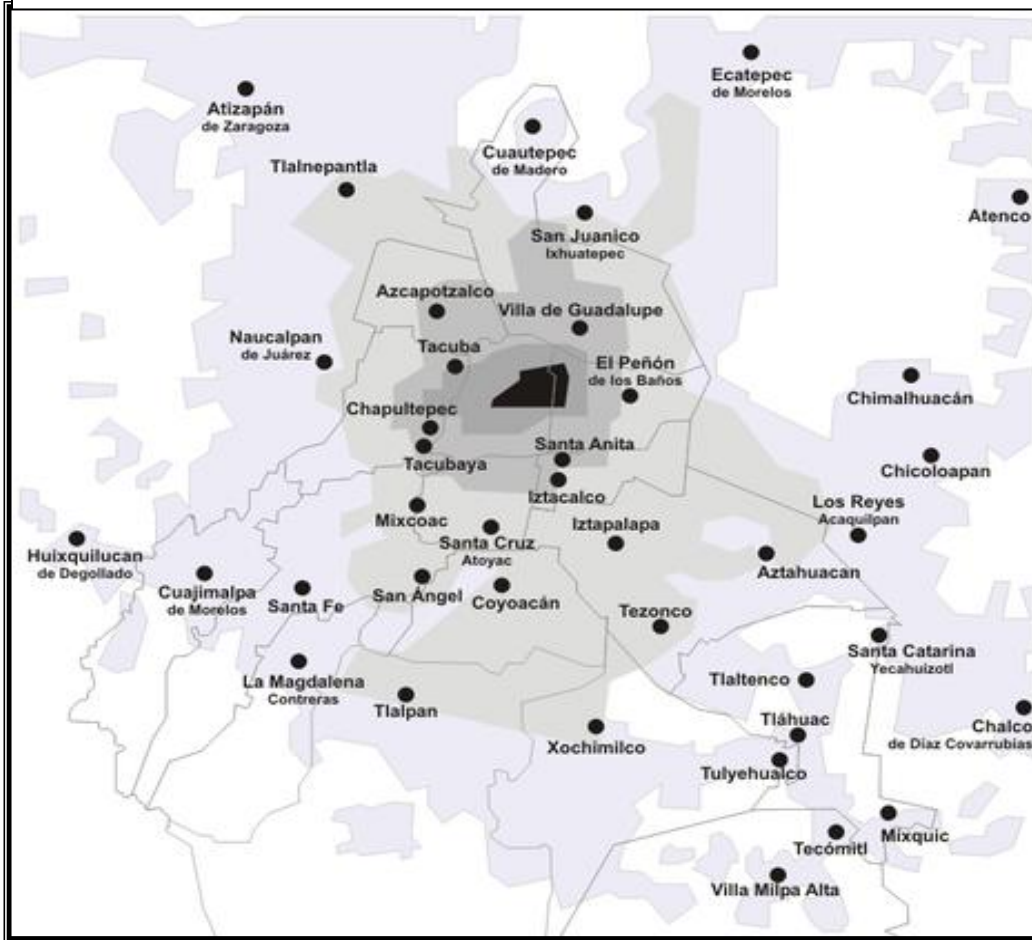 Ecatepec
de Morelos
Atizapán
de Zaragoza
Cuautepec
de Madero
Tlalnepantla
Atenco
San Juanico
Ixhuatepec
Azcapotzalco
Villa de Guadalupe
Naucalpan
de Juárez
Tacuba
El Peñón
de los Baños
Chimalhuacán
Chapultepec
Santa Anita
Tacubaya
Chicoloapan
Iztacalco
Los Reyes
Acaquilpan
Mixcoac
Iztapalapa
Santa Cruz
Atoyac
Huixquilucan
de Degollado
Aztahuacan
Cuajimalpa
de Morelos
Santa Fe
San Ángel
Coyoacán
Tezonco
Santa Catarina
Yecahuizotl
La Magdalena
Contreras
Tlaltenco
Tlalpan
Tláhuac
Chalco
de Díaz Covarrubias
Xochimilco
Tulyehualco
Mixquic
Tecómitl
Villa Milpa Alta